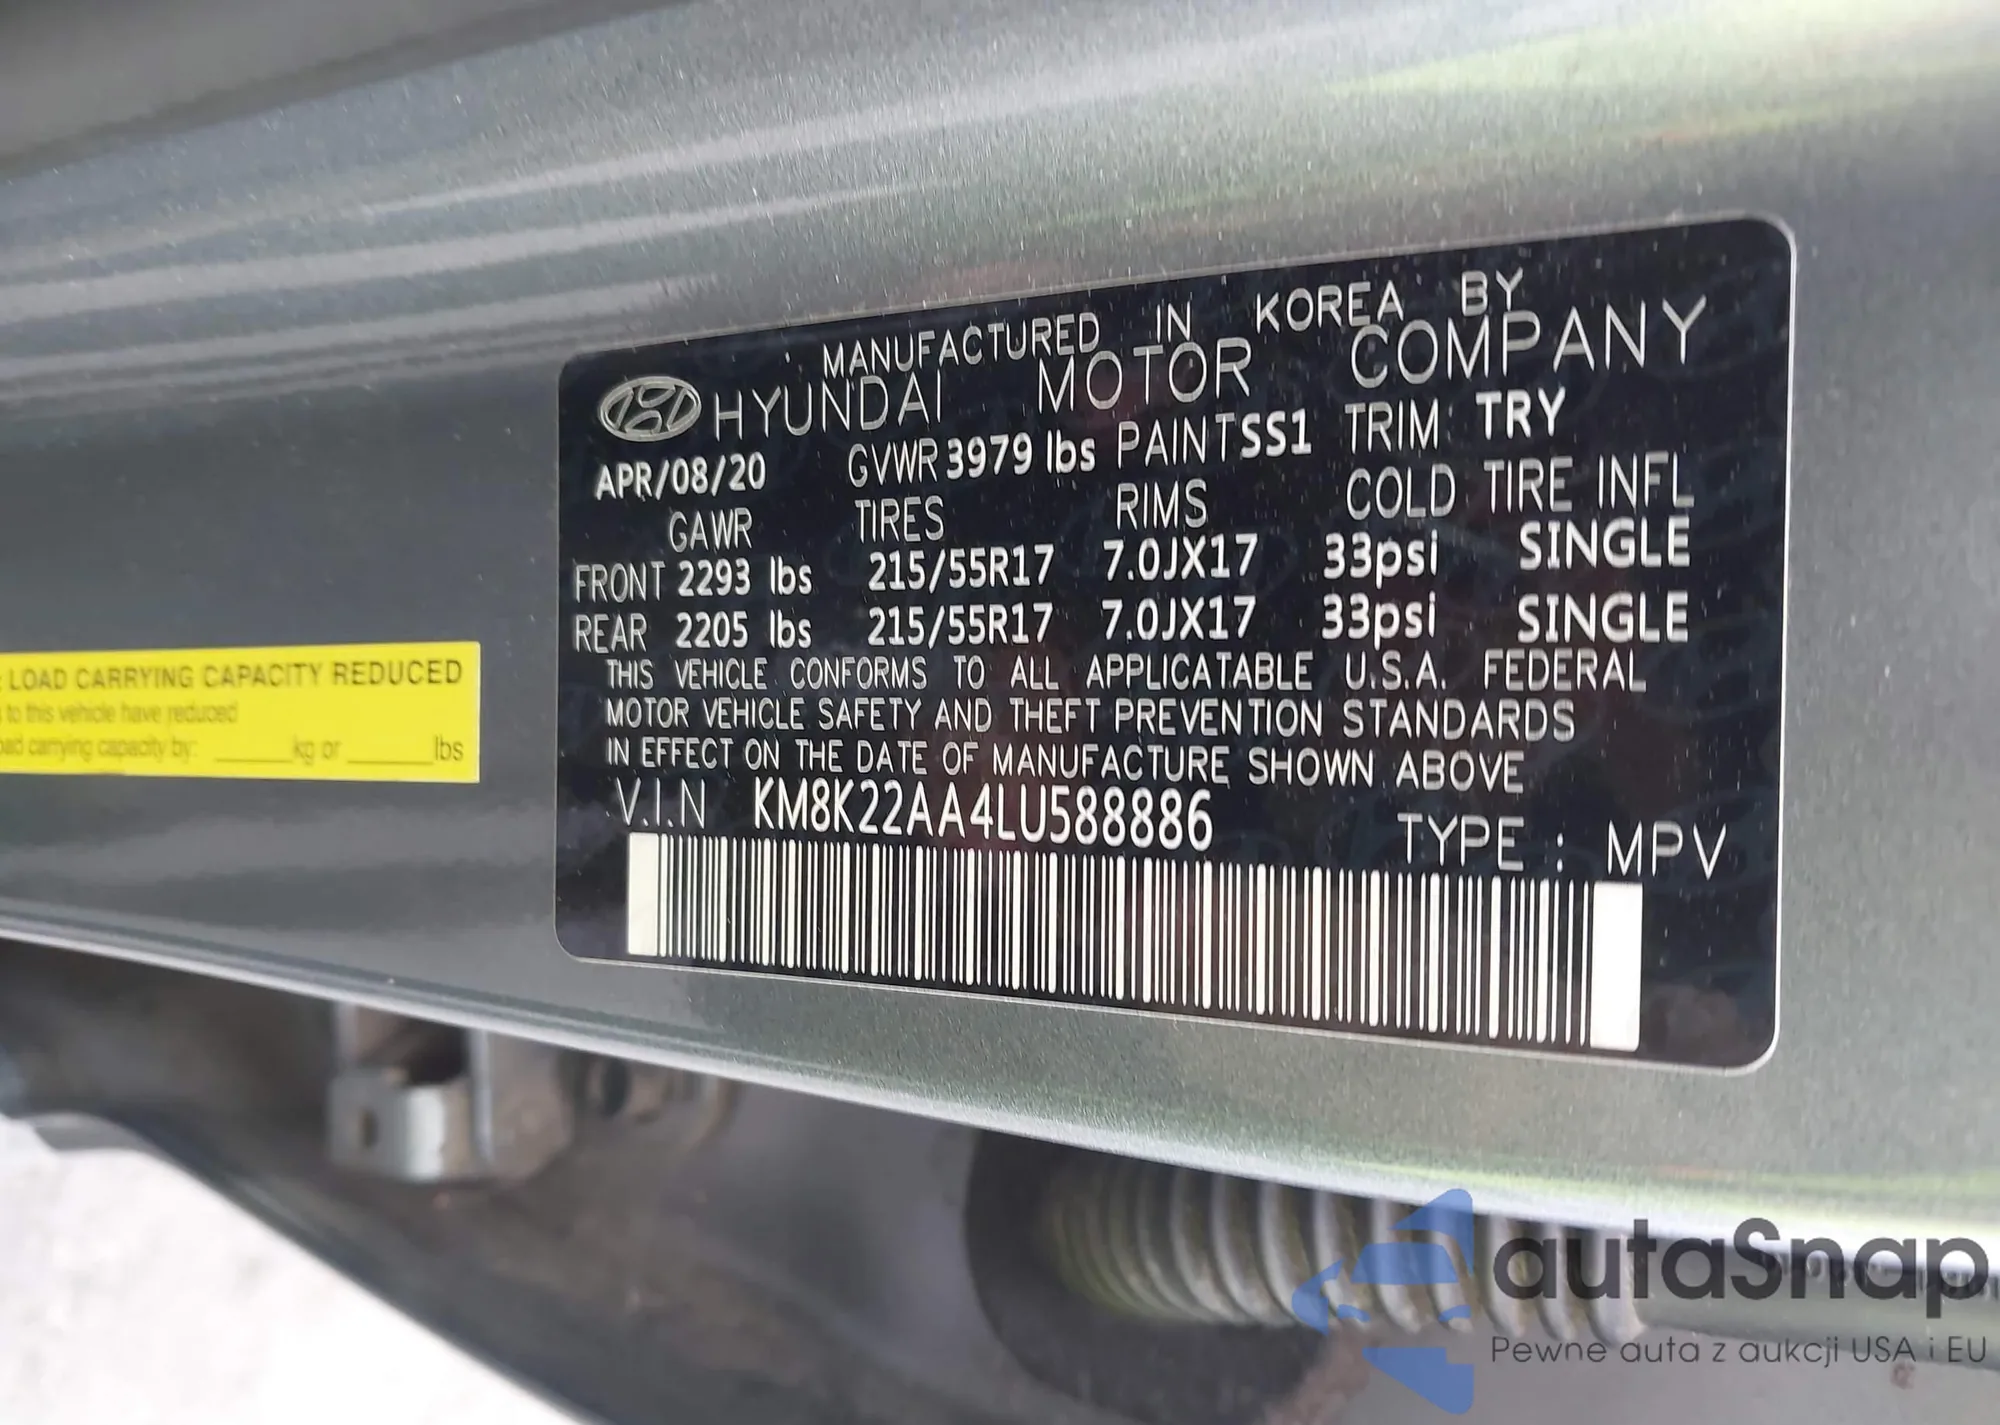 MANUFACTURED IN KOREA BY
HYUNDAI MOTOR COMPANY
APR/08/20 GVWR 3979 lbs PAINT SS1 TRIM TRY
GAWR TIRES RIMS COLD TIRE INFL
FRONT 2293 lbs 215/55R17 7.0JX17 33psi SINGLE
REAR 2205 lbs 215/55R17 7.0JX17 33psi SINGLE
THIS VEHICLE CONFORMS TO ALL APPLICATABLE U.S.A. FEDERAL
MOTOR VEHICLE SAFETY AND THEFT PREVENTION STANDARDS
IN EFFECT ON THE DATE OF MANUFACTURE SHOWN ABOVE
V.I.N KM8K22AA4LU588886
TYPE : MPV
: LOAD CARRYING CAPACITY REDUCED
to this vehicle have reduced
carrying capacity by: ______kg or ______lbs
autaSnap
Pewne auta z aukcji USA i EU